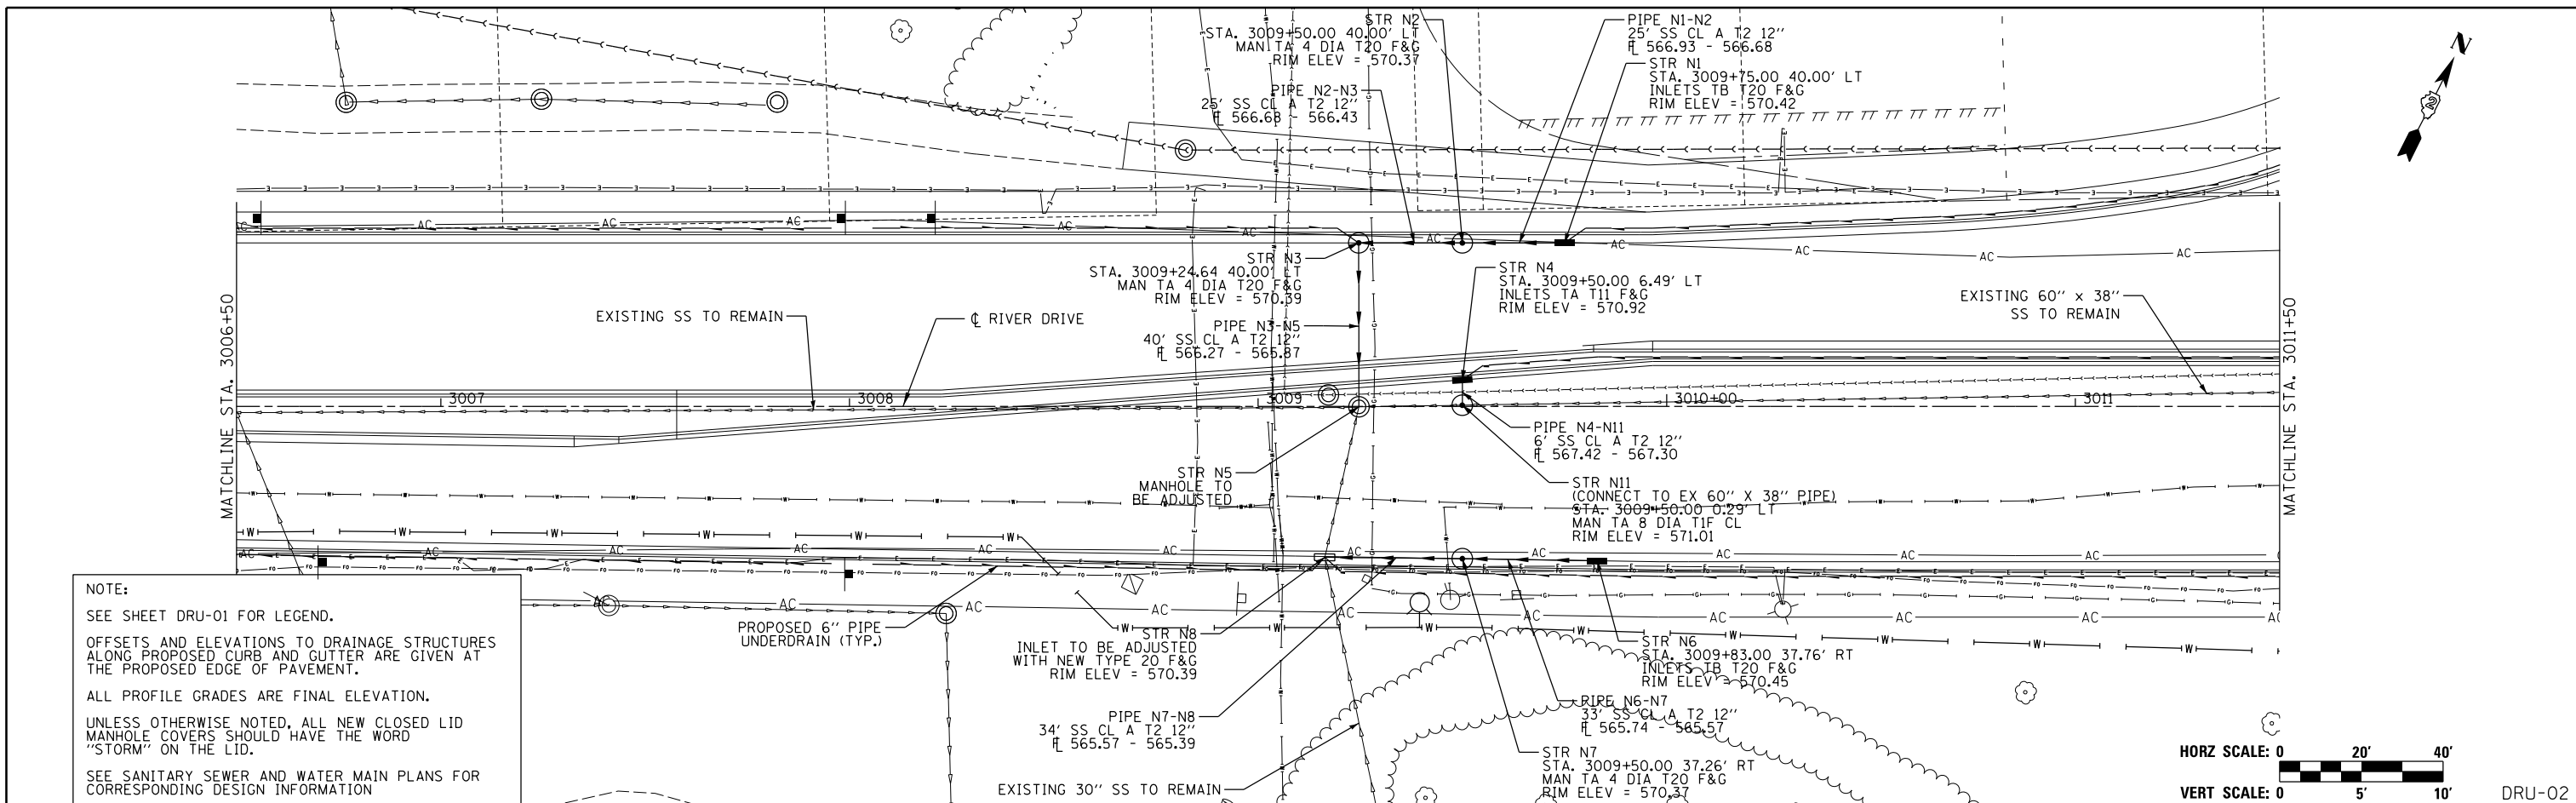 STR N2
STA. 3009+50.00 40.00' LT
MAN TA 4 DIA T20 F&G
RIM ELEV = 570.37
PIPE N1-N2
25' SS CL A T2 12"
FL 566.93 - 566.68
STR N1
STA. 3009+75.00 40.00' LT
INLETS TB T20 F&G
RIM ELEV = 570.42
PIPE N2-N3
25' SS CL A T2 12"
FL 566.68 - 566.43
N
2
STR N3
STA. 3009+24.64 40.00' LT
MAN TA 4 DIA T20 F&G
RIM ELEV = 570.39
STR N4
STA. 3009+50.00 6.49' LT
INLETS TA T11 F&G
RIM ELEV = 570.92
EXISTING 60" x 38"
SS TO REMAIN
EXISTING SS TO REMAIN
CL RIVER DRIVE
PIPE N3-N5
40' SS CL A T2 12"
FL 566.27 - 565.87
MATCHLINE STA. 3006+50
MATCHLINE STA. 3011+50
3007
3008
3009
3010+00
3011
PIPE N4-N11
6' SS CL A T2 12"
FL 567.42 - 567.30
STR N5
MANHOLE TO
BE ADJUSTED
STR N11
(CONNECT TO EX 60" X 38" PIPE)
STA. 3009+50.00 0.29' LT
MAN TA 8 DIA T1F CL
RIM ELEV = 571.01
NOTE:
SEE SHEET DRU-01 FOR LEGEND.
OFFSETS AND ELEVATIONS TO DRAINAGE STRUCTURES
ALONG PROPOSED CURB AND GUTTER ARE GIVEN AT
THE PROPOSED EDGE OF PAVEMENT.
ALL PROFILE GRADES ARE FINAL ELEVATION.
UNLESS OTHERWISE NOTED, ALL NEW CLOSED LID
MANHOLE COVERS SHOULD HAVE THE WORD
"STORM" ON THE LID.
SEE SANITARY SEWER AND WATER MAIN PLANS FOR
CORRESPONDING DESIGN INFORMATION
PROPOSED 6" PIPE
UNDERDRAIN (TYP.)
STR N8
INLET TO BE ADJUSTED
WITH NEW TYPE 20 F&G
RIM ELEV = 570.39
STR N6
STA. 3009+83.00 37.76' RT
INLETS TB T20 F&G
RIM ELEV = 570.45
PIPE N7-N8
34' SS CL A T2 12"
FL 565.57 - 565.39
PIPE N6-N7
33' SS CL A T2 12"
FL 565.74 - 565.57
STR N7
STA. 3009+50.00 37.26' RT
MAN TA 4 DIA T20 F&G
RIM ELEV = 570.37
EXISTING 30" SS TO REMAIN
HORZ SCALE: 0 20' 40'
VERT SCALE: 0 5' 10'
DRU-02